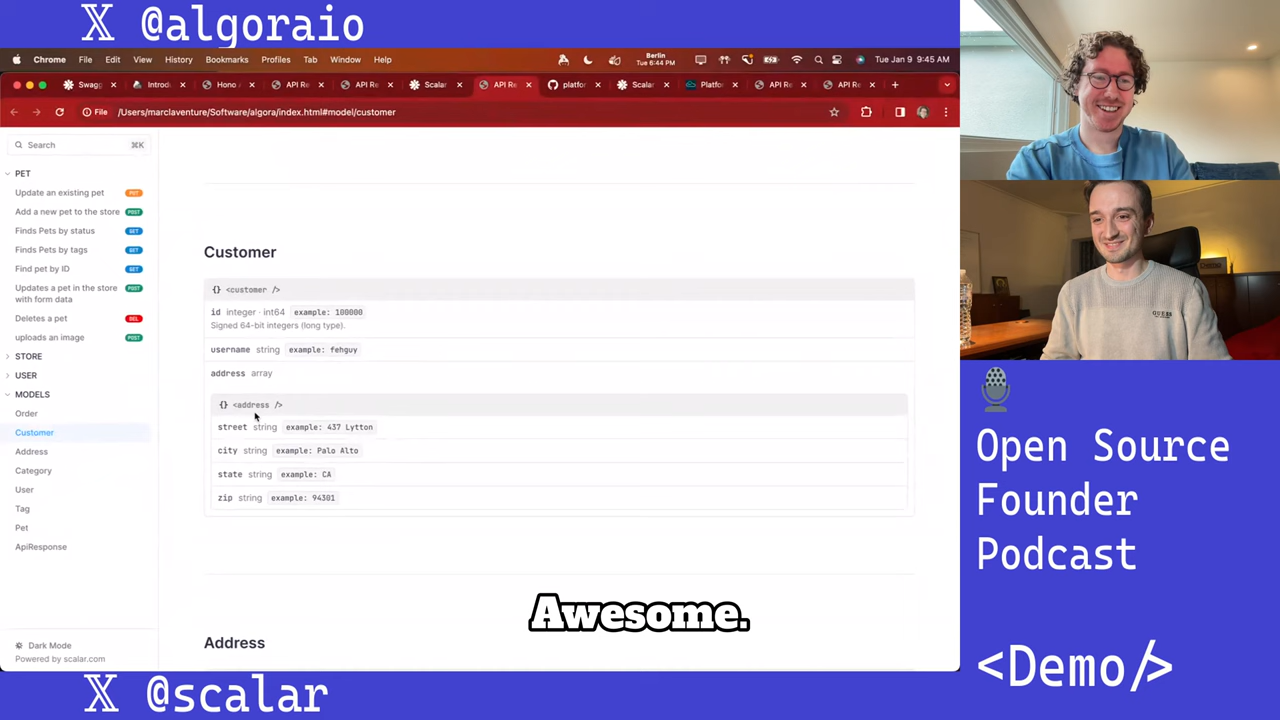 𝕏 @algoraio
Chrome File Edit View History Bookmarks Profiles Tab Window Help
Berlin
Tue 6:44 PM
Tue Jan 9 9:45 AM
Swagg Introdu Hono A API Re API Re Scalar API Re platfor Scalar Platfor API Re API Re
File /Users/marclaventure/Software/algora/index.html#model/customer
Search ⌘K
PET
Update an existing pet PUT
Add a new pet to the store POST
Finds Pets by status GET
Finds Pets by tags GET
Find pet by ID GET
Updates a pet in the store with form data POST
Deletes a pet DEL
uploads an image POST
STORE
USER
MODELS
Order
Customer
Address
Category
User
Tag
Pet
ApiResponse
Dark Mode
Powered by scalar.com
Customer
{} <customer />
id integer · int64 example: 100000
Signed 64-bit integers (long type).
username string example: fehguy
address array
{} <address />
street string example: 437 Lytton
city string example: Palo Alto
state string example: CA
zip string example: 94301
Address
Awesome.
GUESS
Open Source
Founder
Podcast
<Demo/>
𝕏 @scalar